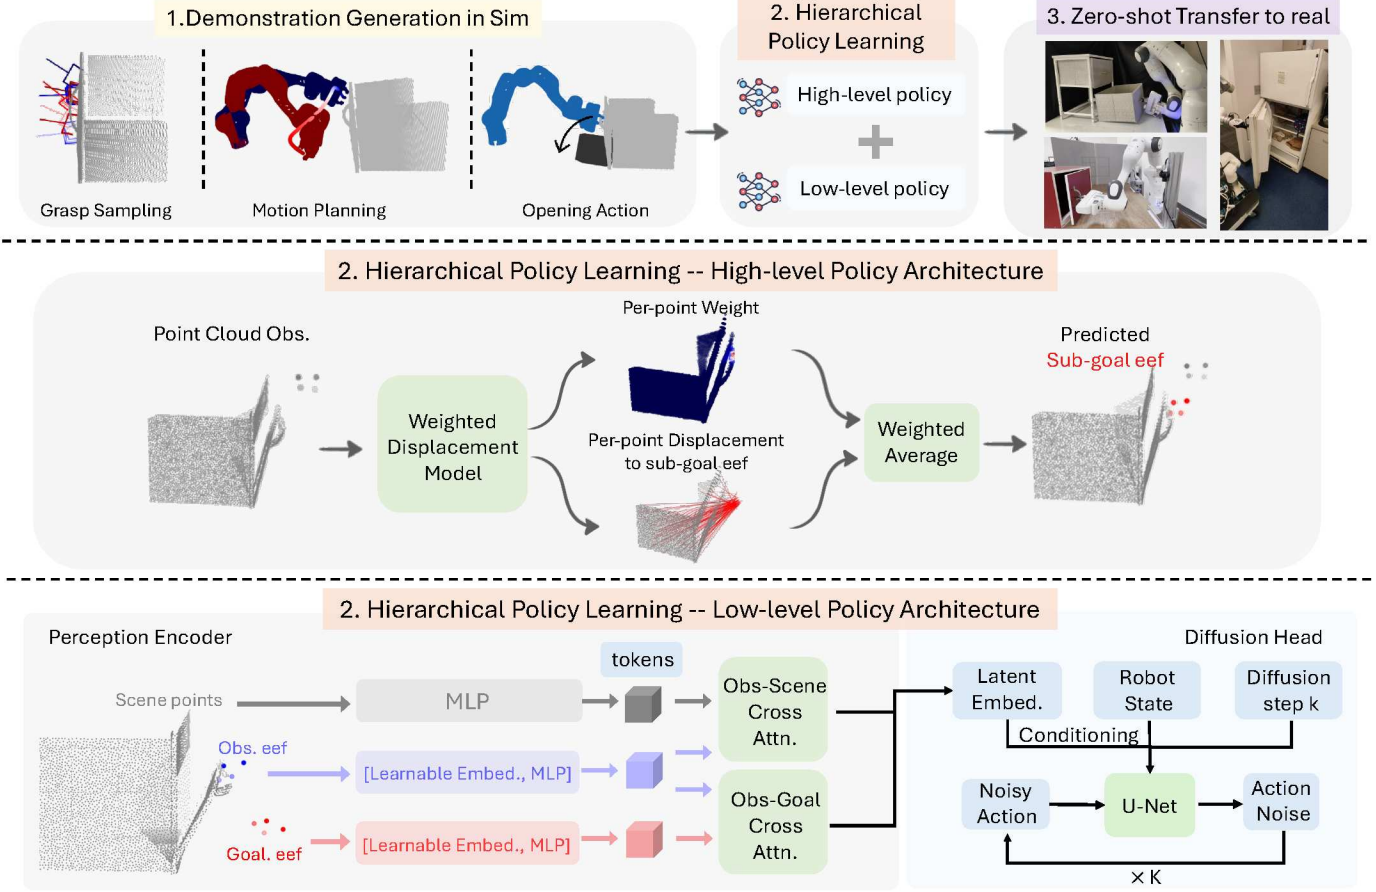 1.Demonstration Generation in Sim
Grasp Sampling
Motion Planning
Opening Action
2. Hierarchical
Policy Learning
High-level policy
Low-level policy
3. Zero-shot Transfer to real
2. Hierarchical Policy Learning -- High-level Policy Architecture
Point Cloud Obs.
Weighted
Displacement
Model
Per-point Weight
Per-point Displacement
to sub-goal eef
Weighted
Average
Predicted
Sub-goal eef
2. Hierarchical Policy Learning -- Low-level Policy Architecture
Perception Encoder
Scene points
Obs. eef
Goal. eef
MLP
[Learnable Embed., MLP]
[Learnable Embed., MLP]
tokens
Obs-Scene
Cross
Attn.
Obs-Goal
Cross
Attn.
Diffusion Head
Latent
Embed.
Robot
State
Diffusion
step k
Conditioning
Noisy
Action
U-Net
Action
Noise
× K